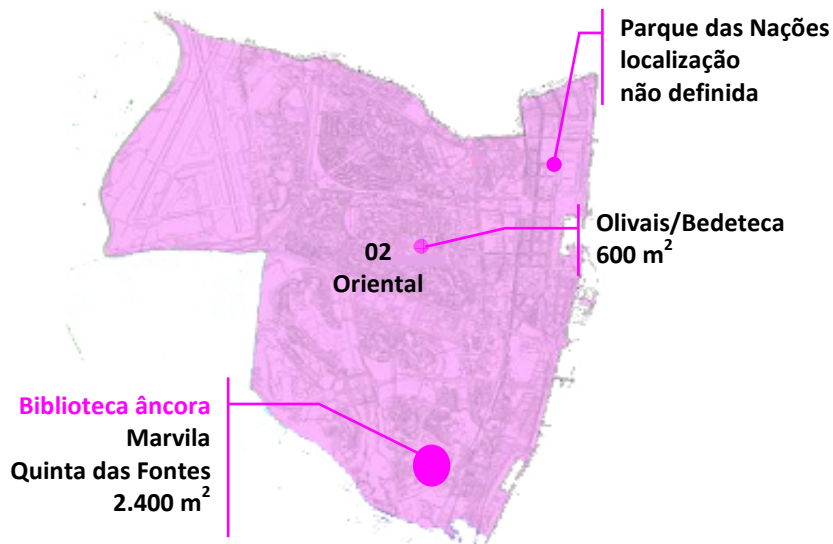 Parque das Nações
localização
não definida
Olivais/Bedeteca
600 m²
02
Oriental
Biblioteca âncora
Marvila
Quinta das Fontes
2.400 m²